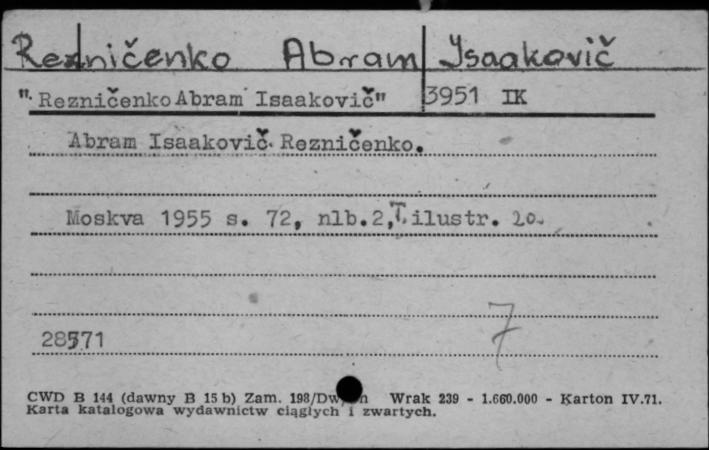 Rezničenko Abram Isaakovič
"Rezničenko Abram Isaakovič" 3951 IK
Abram Isaakovič Rezničenko.
Moskva 1955 s. 72, nlb.2, T. ilustr. 20.
7
28571
CWD B 144 (dawny B 15 b) Zam. 198/ Wrak 239 - 1.660.000 - Karton IV.71.
Karta katalogowa wydawnictw ciągłych i zwartych.